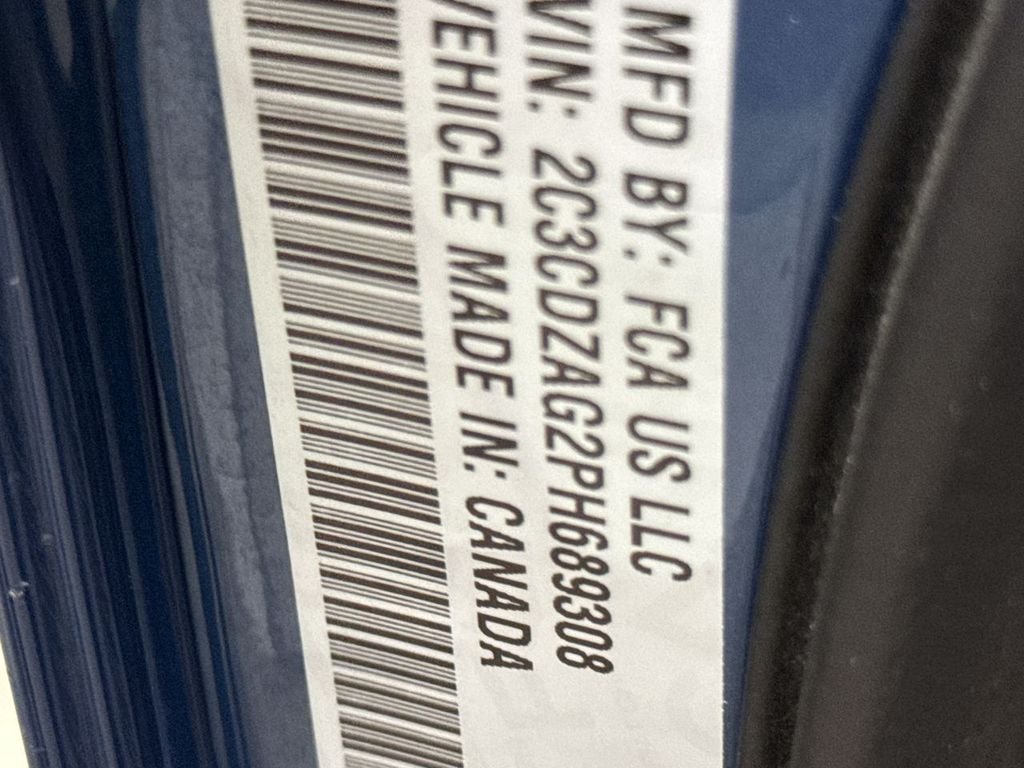 MFD BY: FCA US LLC
VIN: 2C3CDZAG2PH689308
VEHICLE MADE IN: CANADA